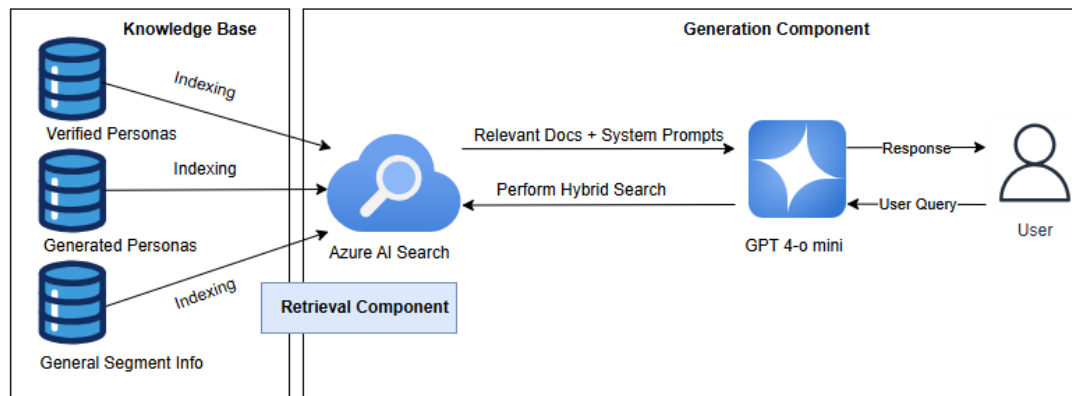 Knowledge Base
Generation Component
Indexing
Verified Personas
Indexing
Generated Personas
Indexing
General Segment Info
Azure AI Search
Retrieval Component
Relevant Docs + System Prompts
Perform Hybrid Search
GPT 4-o mini
Response
User Query
User